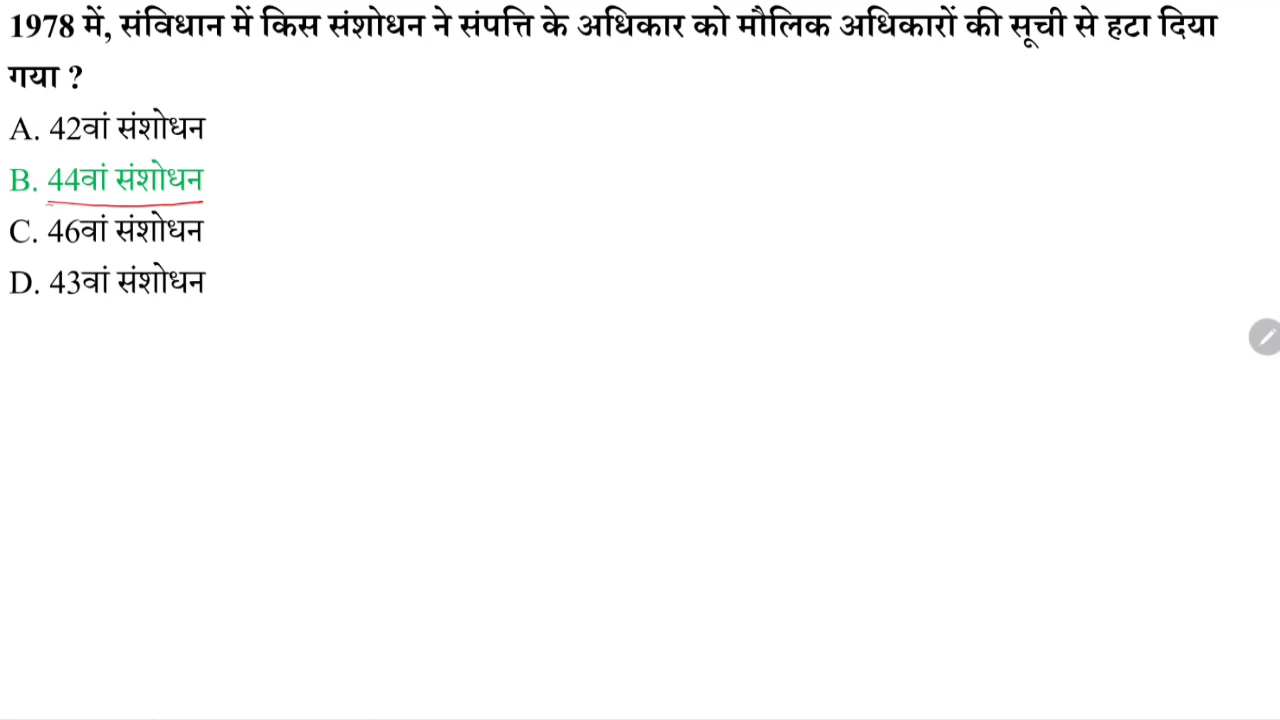 1978 में, संविधान में किस संशोधन ने संपत्ति के अधिकार को मौलिक अधिकारों की सूची से हटा दिया
गया ?
A. 42वां संशोधन
B. 44वां संशोधन
C. 46वां संशोधन
D. 43वां संशोधन